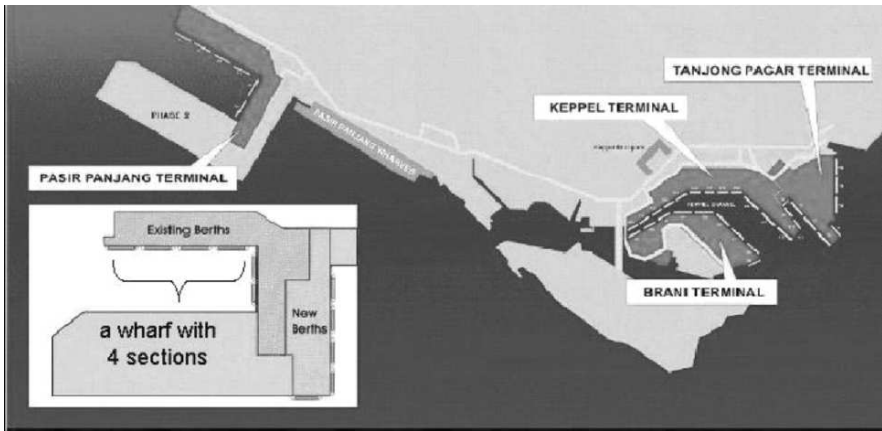 TANJONG PAGAR TERMINAL
KEPPEL TERMINAL
PHASE 2
PASIR PANJANG WHARVES
PASIR PANJANG TERMINAL
Existing Berths
New
Berths
a wharf with
4 sections
BRANI TERMINAL